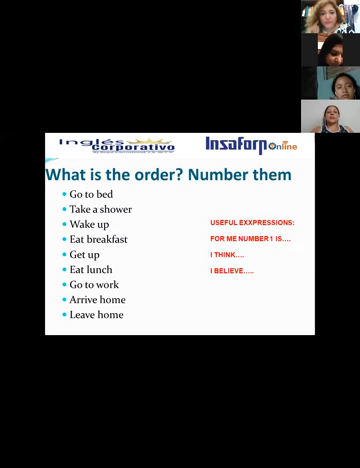 Inglés
corporativo
Insaforp Online
What is the order? Number them
Go to bed
Take a shower
Wake up
Eat breakfast
Get up
Eat lunch
Go to work
Arrive home
Leave home
USEFUL EXXPRESSIONS:
FOR ME NUMBER 1 IS….
I THINK….
I BELIEVE…..